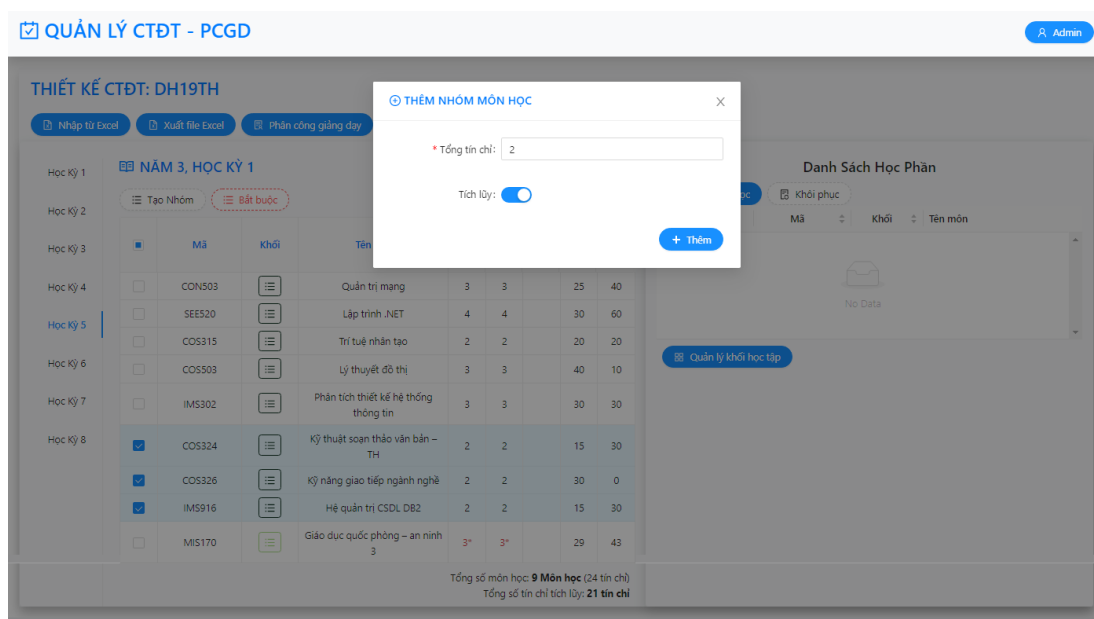 QUẢN LÝ CTĐT - PCGD
Admin
THIẾT KẾ CTĐT: DH19TH
Nhập từ Excel
Xuất file Excel
Phân công giảng dạy
THÊM NHÓM MÔN HỌC
* Tổng tín chỉ: 2
Tích lũy:
+ Thêm
Học Kỳ 1
Học Kỳ 2
Học Kỳ 3
Học Kỳ 4
Học Kỳ 5
Học Kỳ 6
Học Kỳ 7
Học Kỳ 8
NĂM 3, HỌC KỲ 1
Tạo Nhóm
Bắt buộc
Mã Khối Tên
CON503 Quản trị mạng 3 3 25 40
SEE520 Lập trình .NET 4 4 30 60
COS315 Trí tuệ nhân tạo 2 2 20 20
COS503 Lý thuyết đồ thị 3 3 40 10
IMS302 Phân tích thiết kế hệ thống
thông tin 3 3 30 30
COS324 Kỹ thuật soạn thảo văn bản –
TH 2 2 15 30
COS326 Kỹ năng giao tiếp ngành nghề 2 2 30 0
IMS916 Hệ quản trị CSDL DB2 2 2 15 30
MIS170 Giáo dục quốc phòng – an ninh
3 3* 3* 29 43
Tổng số môn học: 9 Môn học (24 tín chỉ)
Tổng số tín chỉ tích lũy: 21 tín chỉ
Danh Sách Học Phần
ọc
Khôi phục
Mã Khối Tên môn
No Data
Quản lý khối học tập